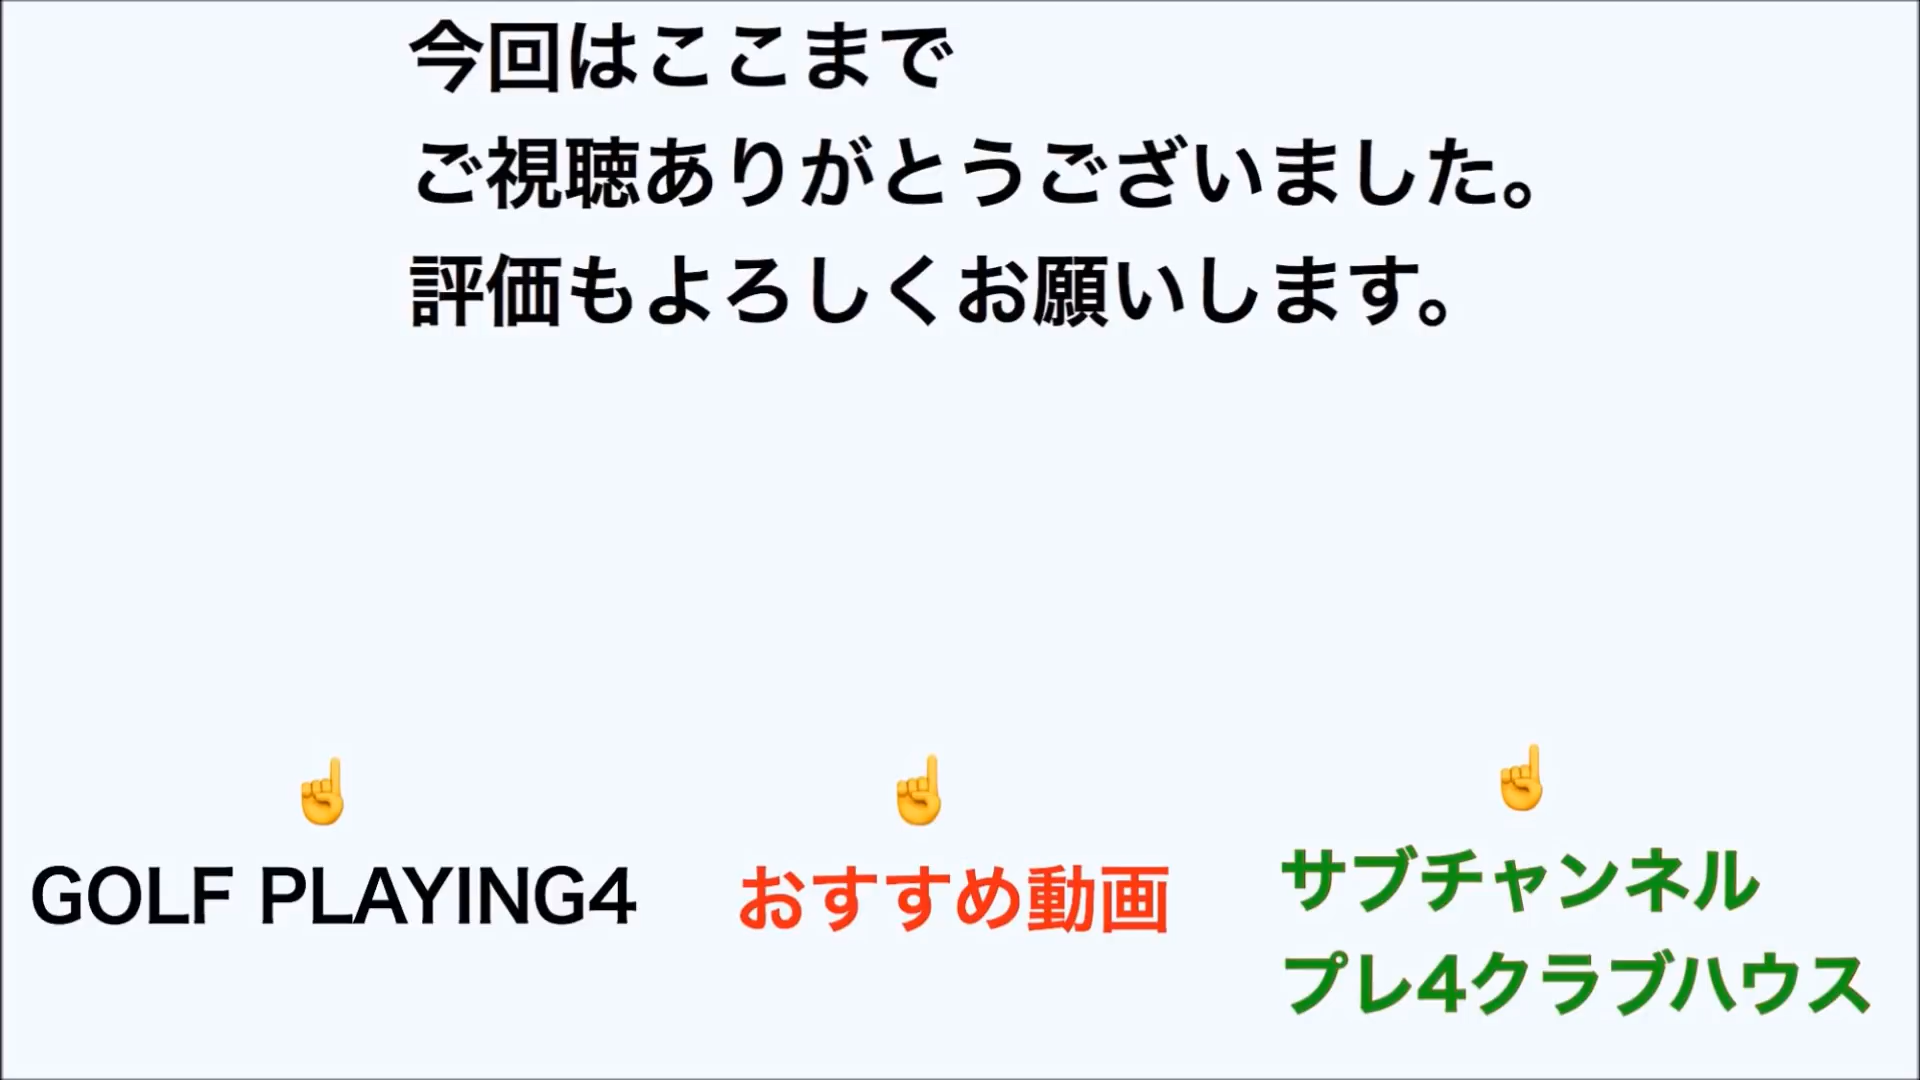 今回はここまで
ご視聴ありがとうございました。
評価もよろしくお願いします。
☝️ ☝️ ☝️
GOLF PLAYING4
おすすめ動画
サブチャンネル
プレ4クラブハウス